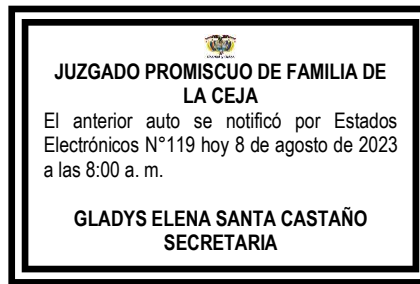 JUZGADO PROMISCUO DE FAMILIA DE
LA CEJA
El anterior auto se notificó por Estados
Electrónicos N°119 hoy 8 de agosto de 2023
a las 8:00 a. m.
GLADYS ELENA SANTA CASTAÑO
SECRETARIA